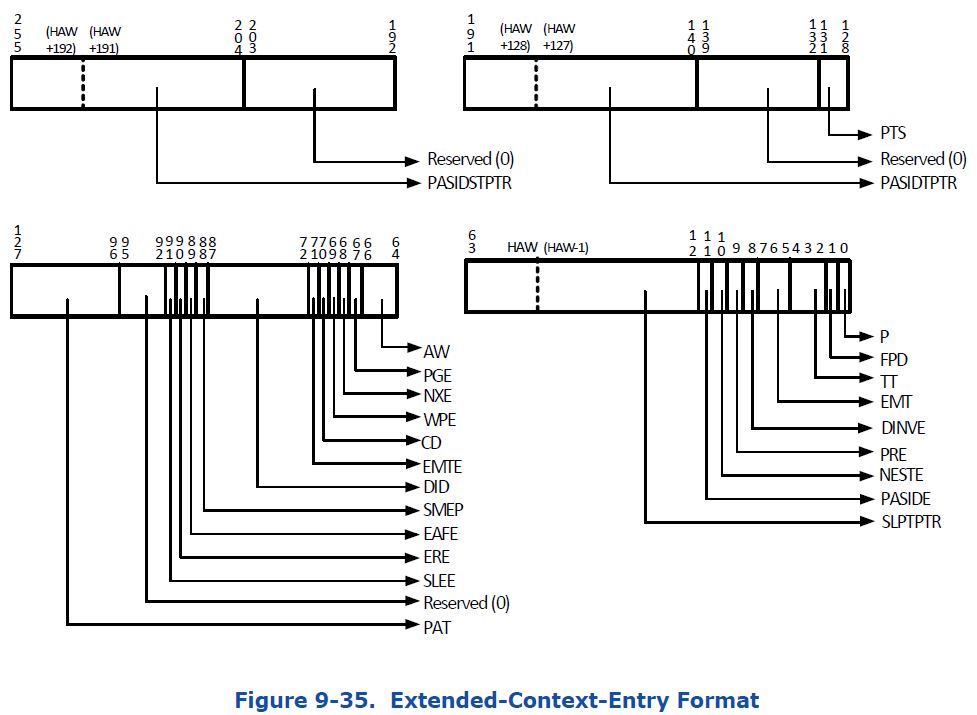 255 (HAW +192) (HAW +191) 204 203 192
Reserved (0)
PASIDSTPTR
191 (HAW +128) (HAW +127) 140 139 132 131 128
PTS
Reserved (0)
PASIDTPTR
127 96 95 92 91 90 89 88 87 72 71 70 69 68 67 66 64
AW
PGE
NXE
WPE
CD
EMTE
DID
SMEP
EAFE
ERE
SLEE
Reserved (0)
PAT
63 HAW (HAW-1) 12 11 10 9 8 7 6 5 4 3 2 1 0
P
FPD
TT
EMT
DINVE
PRE
NESTE
PASIDE
SLPTPTR
Figure 9-35. Extended-Context-Entry Format